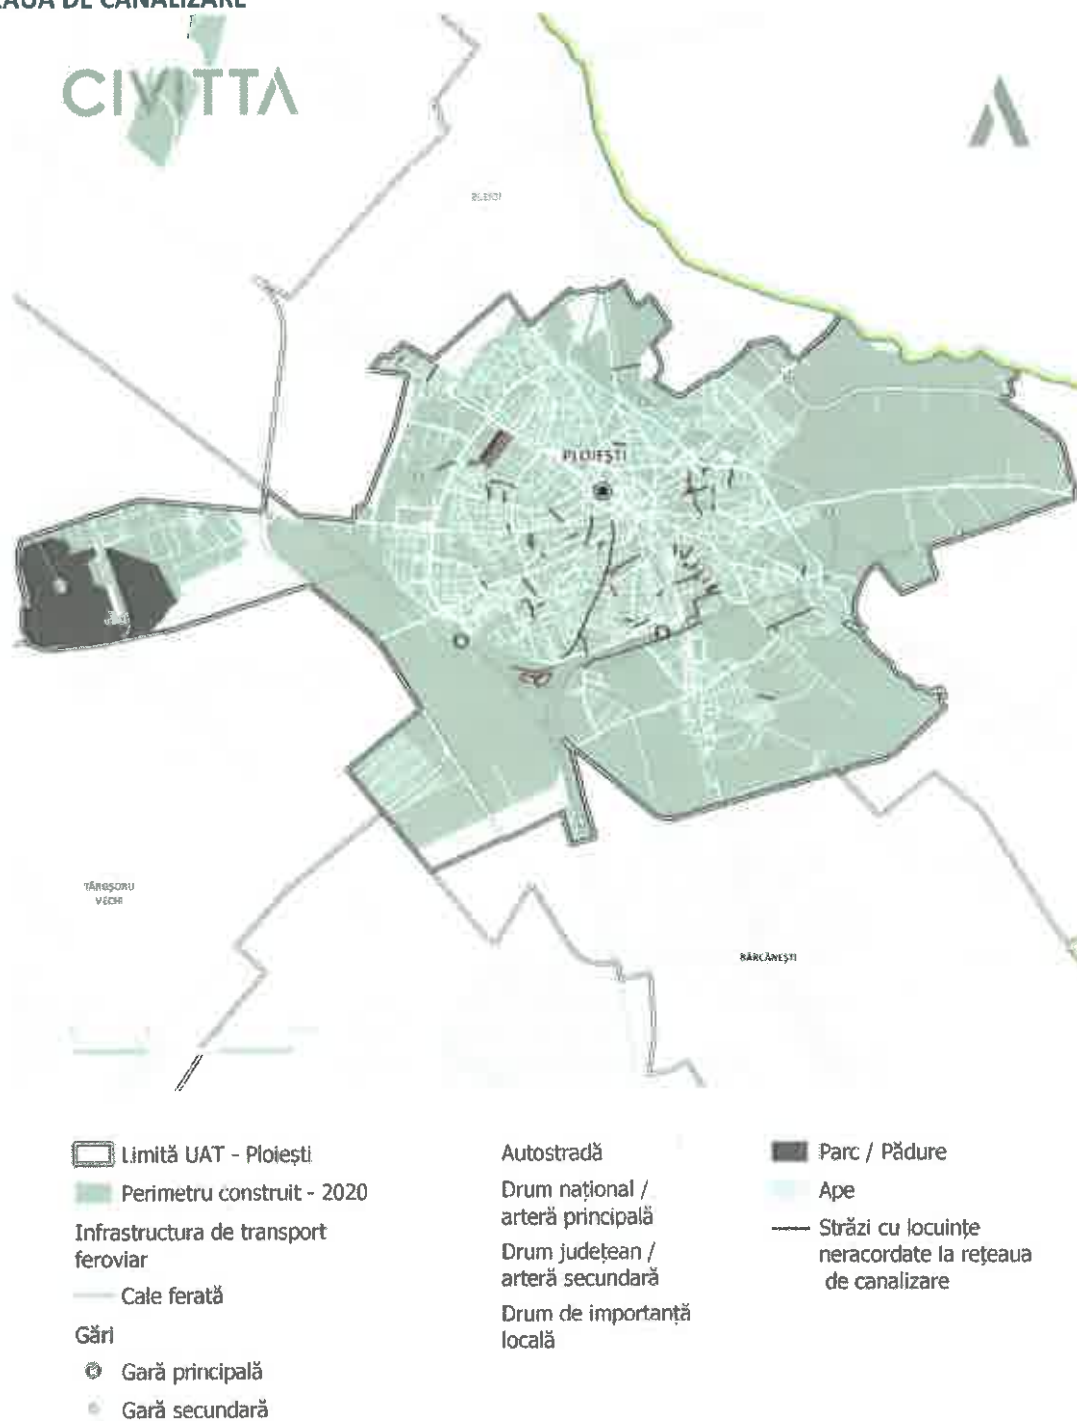 CIVITTA
PLOIEȘTI
TÂRGȘORU
VECHI
BĂRCĂNEȘTI
Limită UAT - Ploiești
Perimetru construit - 2020
Infrastructura de transport
feroviar
Cale ferată
Gări
Gară principală
Gară secundară
Autostradă
Drum național /
arteră principală
Drum județean /
arteră secundară
Drum de importanță
locală
Parc / Pădure
Ape
Străzi cu locuințe
neracordate la rețeaua
de canalizare